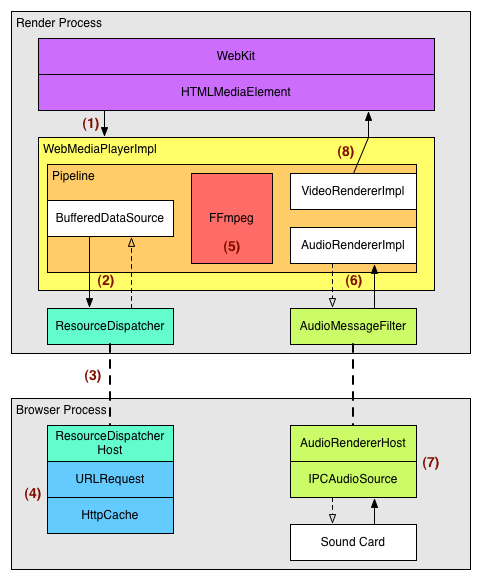 Render Process
WebKit
HTMLMediaElement
(1)
(8)
WebMediaPlayerImpl
Pipeline
VideoRendererImpl
BufferedDataSource
FFmpeg
(5)
AudioRendererImpl
(2)
(6)
ResourceDispatcher
AudioMessageFilter
(3)
Browser Process
ResourceDispatcher
Host
AudioRendererHost
(7)
URLRequest
IPCAudioSource
(4)
HttpCache
Sound Card